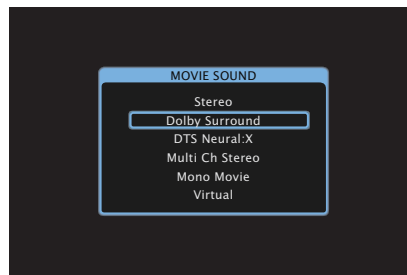 MOVIE SOUND
Stereo
Dolby Surround
DTS Neural:X
Multi Ch Stereo
Mono Movie
Virtual